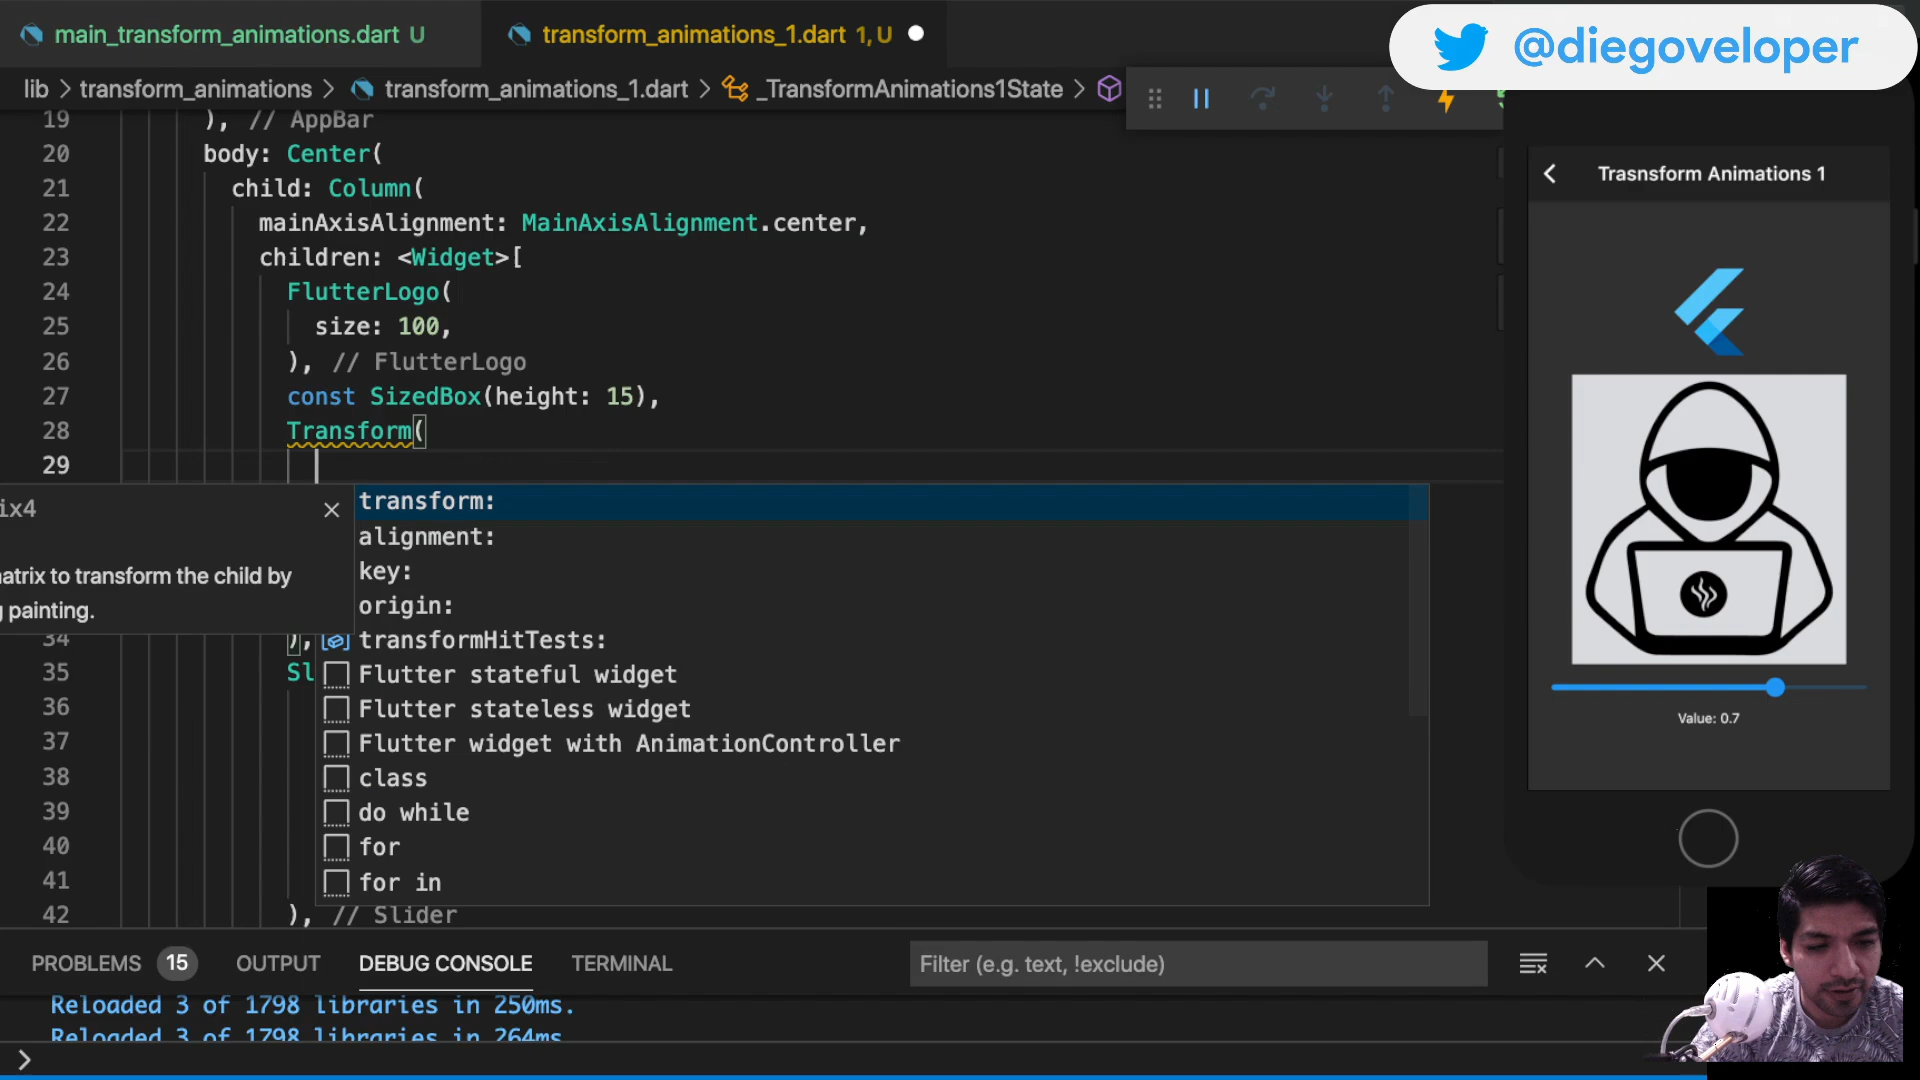 main_transform_animations.dart U
transform_animations_1.dart 1, U
@diegoveloper
lib > transform_animations > transform_animations_1.dart > _TransformAnimations1State >
19 ), // AppBar
20 body: Center(
21 child: Column(
22 mainAxisAlignment: MainAxisAlignment.center,
23 children: <Widget>[
24 FlutterLogo(
25 size: 100,
26 ), // FlutterLogo
27 const SizedBox(height: 15),
28 Transform(
29
ix4
atrix to transform the child by
g painting.
transform:
alignment:
key:
origin:
transformHitTests:
Flutter stateful widget
Flutter stateless widget
Flutter widget with AnimationController
class
do while
for
for in
34 ),
35 Sl
36
37
38
39
40
41
42 ), // Slider
Trasnsform Animations 1
Value: 0.7
PROBLEMS 15 OUTPUT DEBUG CONSOLE TERMINAL
Filter (e.g. text, !exclude)
Reloaded 3 of 1798 libraries in 250ms.
Reloaded 3 of 1798 libraries in 264ms.
>